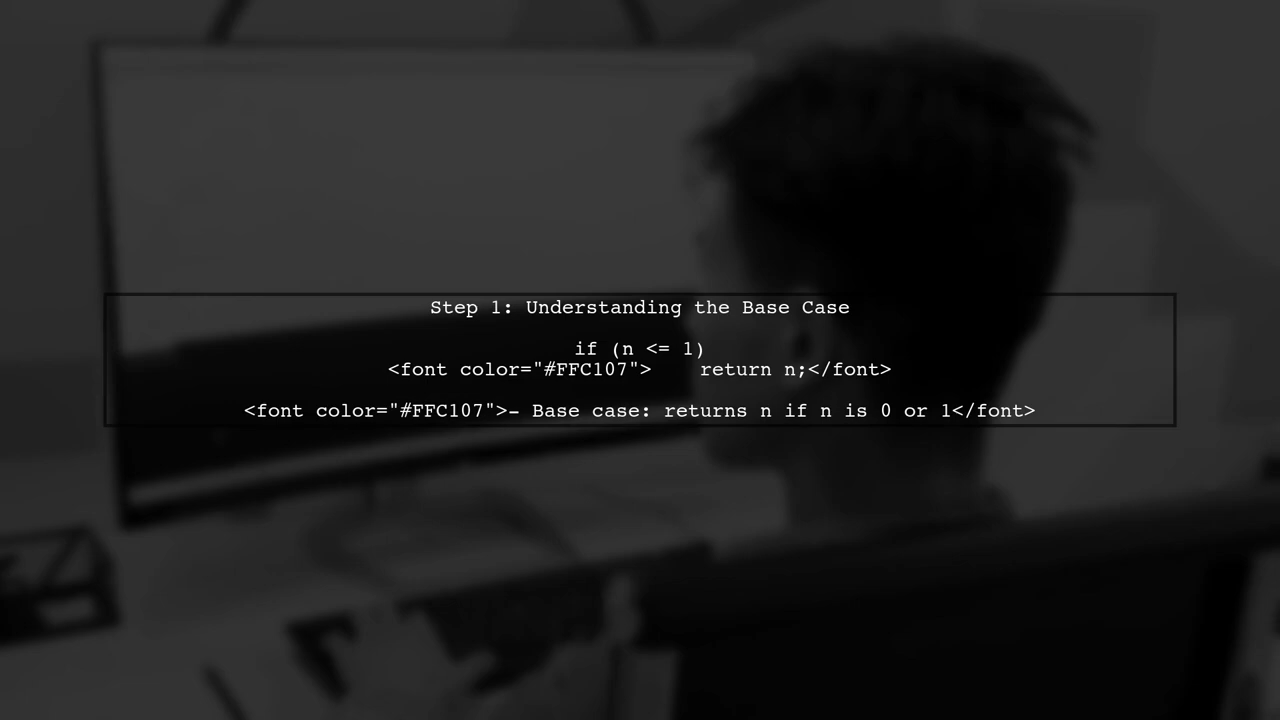 Step 1: Understanding the Base Case
if (n <= 1)
<font color="#FFC107">    return n;</font>
<font color="#FFC107">– Base case: returns n if n is 0 or 1</font>